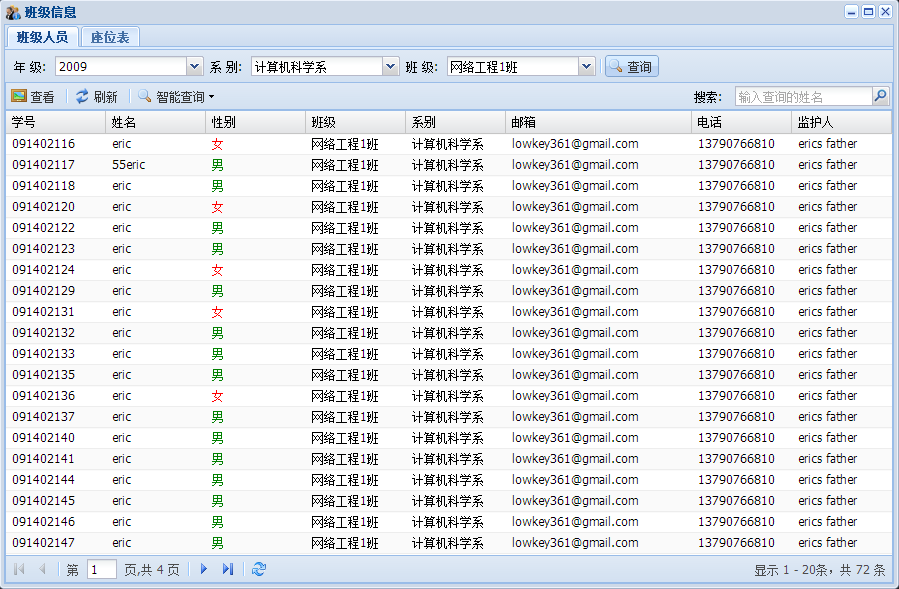 班级信息
班级人员 座位表
年 级: 2009 系 别: 计算机科学系 班 级: 网络工程1班 查询
查看 刷新 智能查询 搜索: 输入查询的姓名
学号 姓名 性别 班级 系别 邮箱 电话 监护人
091402116 eric 女 网络工程1班 计算机科学系 lowkey361@gmail.com 13790766810 erics father
091402117 55eric 男 网络工程1班 计算机科学系 lowkey361@gmail.com 13790766810 erics father
091402118 eric 男 网络工程1班 计算机科学系 lowkey361@gmail.com 13790766810 erics father
091402120 eric 女 网络工程1班 计算机科学系 lowkey361@gmail.com 13790766810 erics father
091402122 eric 男 网络工程1班 计算机科学系 lowkey361@gmail.com 13790766810 erics father
091402123 eric 男 网络工程1班 计算机科学系 lowkey361@gmail.com 13790766810 erics father
091402124 eric 女 网络工程1班 计算机科学系 lowkey361@gmail.com 13790766810 erics father
091402129 eric 男 网络工程1班 计算机科学系 lowkey361@gmail.com 13790766810 erics father
091402131 eric 女 网络工程1班 计算机科学系 lowkey361@gmail.com 13790766810 erics father
091402132 eric 男 网络工程1班 计算机科学系 lowkey361@gmail.com 13790766810 erics father
091402133 eric 男 网络工程1班 计算机科学系 lowkey361@gmail.com 13790766810 erics father
091402135 eric 男 网络工程1班 计算机科学系 lowkey361@gmail.com 13790766810 erics father
091402136 eric 女 网络工程1班 计算机科学系 lowkey361@gmail.com 13790766810 erics father
091402137 eric 男 网络工程1班 计算机科学系 lowkey361@gmail.com 13790766810 erics father
091402140 eric 男 网络工程1班 计算机科学系 lowkey361@gmail.com 13790766810 erics father
091402141 eric 男 网络工程1班 计算机科学系 lowkey361@gmail.com 13790766810 erics father
091402144 eric 男 网络工程1班 计算机科学系 lowkey361@gmail.com 13790766810 erics father
091402145 eric 男 网络工程1班 计算机科学系 lowkey361@gmail.com 13790766810 erics father
091402146 eric 男 网络工程1班 计算机科学系 lowkey361@gmail.com 13790766810 erics father
091402147 eric 男 网络工程1班 计算机科学系 lowkey361@gmail.com 13790766810 erics father
第 1 页,共 4 页 显示 1 - 20条，共 72 条